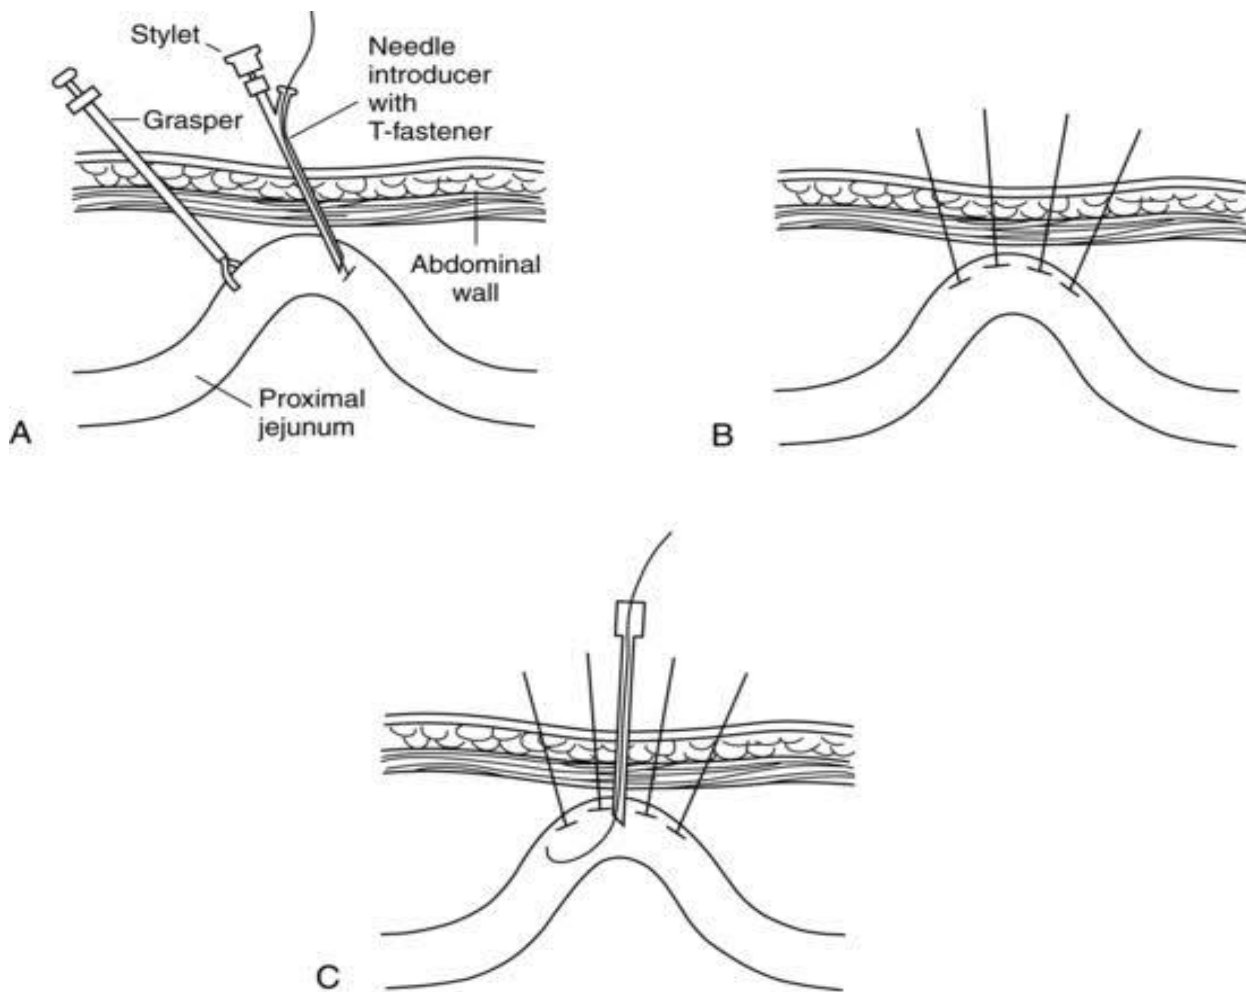 Stylet
Needle
introducer
with
T-fastener
Grasper
Abdominal
wall
Proximal
jejunum
A
B
C